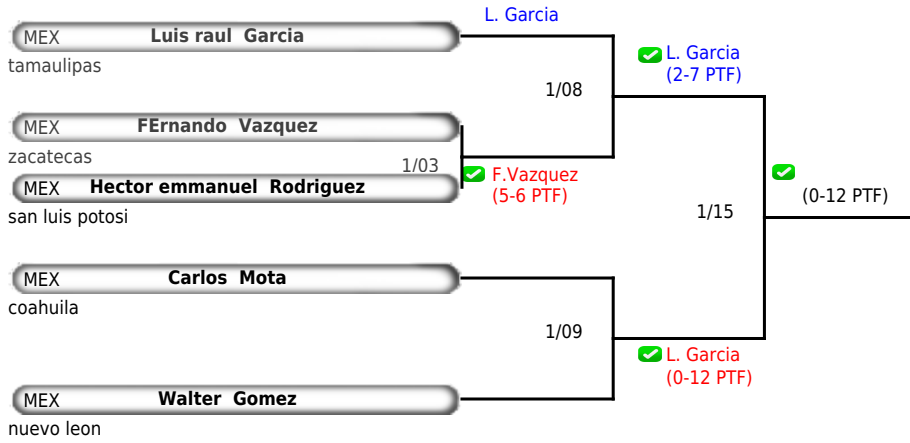 L. Garcia
MEX Luis raul Garcia
tamaulipas
L. Garcia
(2-7 PTF)
1/08
MEX FErnando Vazquez
zacatecas
1/03
F.Vazquez
(5-6 PTF)
MEX Hector emmanuel Rodriguez
san luis potosi
(0-12 PTF)
1/15
MEX Carlos Mota
coahuila
1/09
L. Garcia
(0-12 PTF)
MEX Walter Gomez
nuevo leon